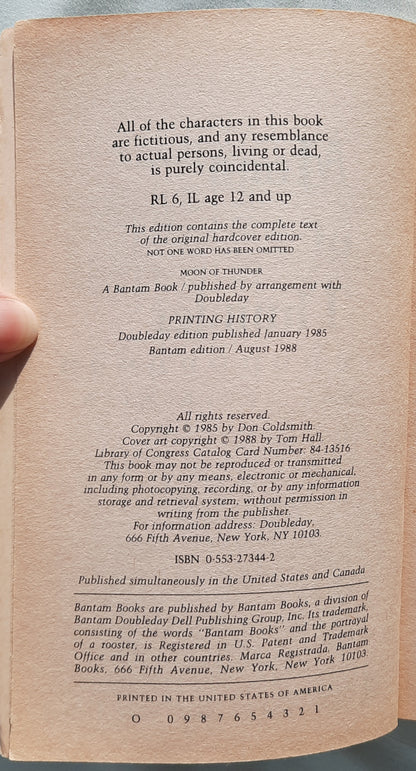 All of the characters in this book
are fictitious, and any resemblance
to actual persons, living or dead,
is purely coincidental.
RL 6, IL age 12 and up
This edition contains the complete text
of the original hardcover edition.
NOT ONE WORD HAS BEEN OMITTED.
MOON OF THUNDER
A Bantam Book / published by arrangement with
Doubleday
PRINTING HISTORY
Doubleday edition published January 1985
Bantam edition / August 1988
All rights reserved.
Copyright © 1985 by Don Coldsmith.
Cover art copyright © 1988 by Tom Hall.
Library of Congress Catalog Card Number: 84-13516
This book may not be reproduced or transmitted
in any form or by any means, electronic or mechanical,
including photocopying, recording, or by any information
storage and retrieval system, without permission in
writing from the publisher.
For information address: Doubleday,
666 Fifth Avenue, New York, NY 10103.
ISBN 0-553-27344-2
Published simultaneously in the United States and Canada
Bantam Books are published by Bantam Books, a division of
Bantam Doubleday Dell Publishing Group, Inc. Its trademark,
consisting of the words "Bantam Books" and the portrayal
of a rooster, is Registered in U.S. Patent and Trademark
Office and in other countries. Marca Registrada. Bantam
Books, 666 Fifth Avenue, New York, New York 10103.
PRINTED IN THE UNITED STATES OF AMERICA
O 0 9 8 7 6 5 4 3 2 1